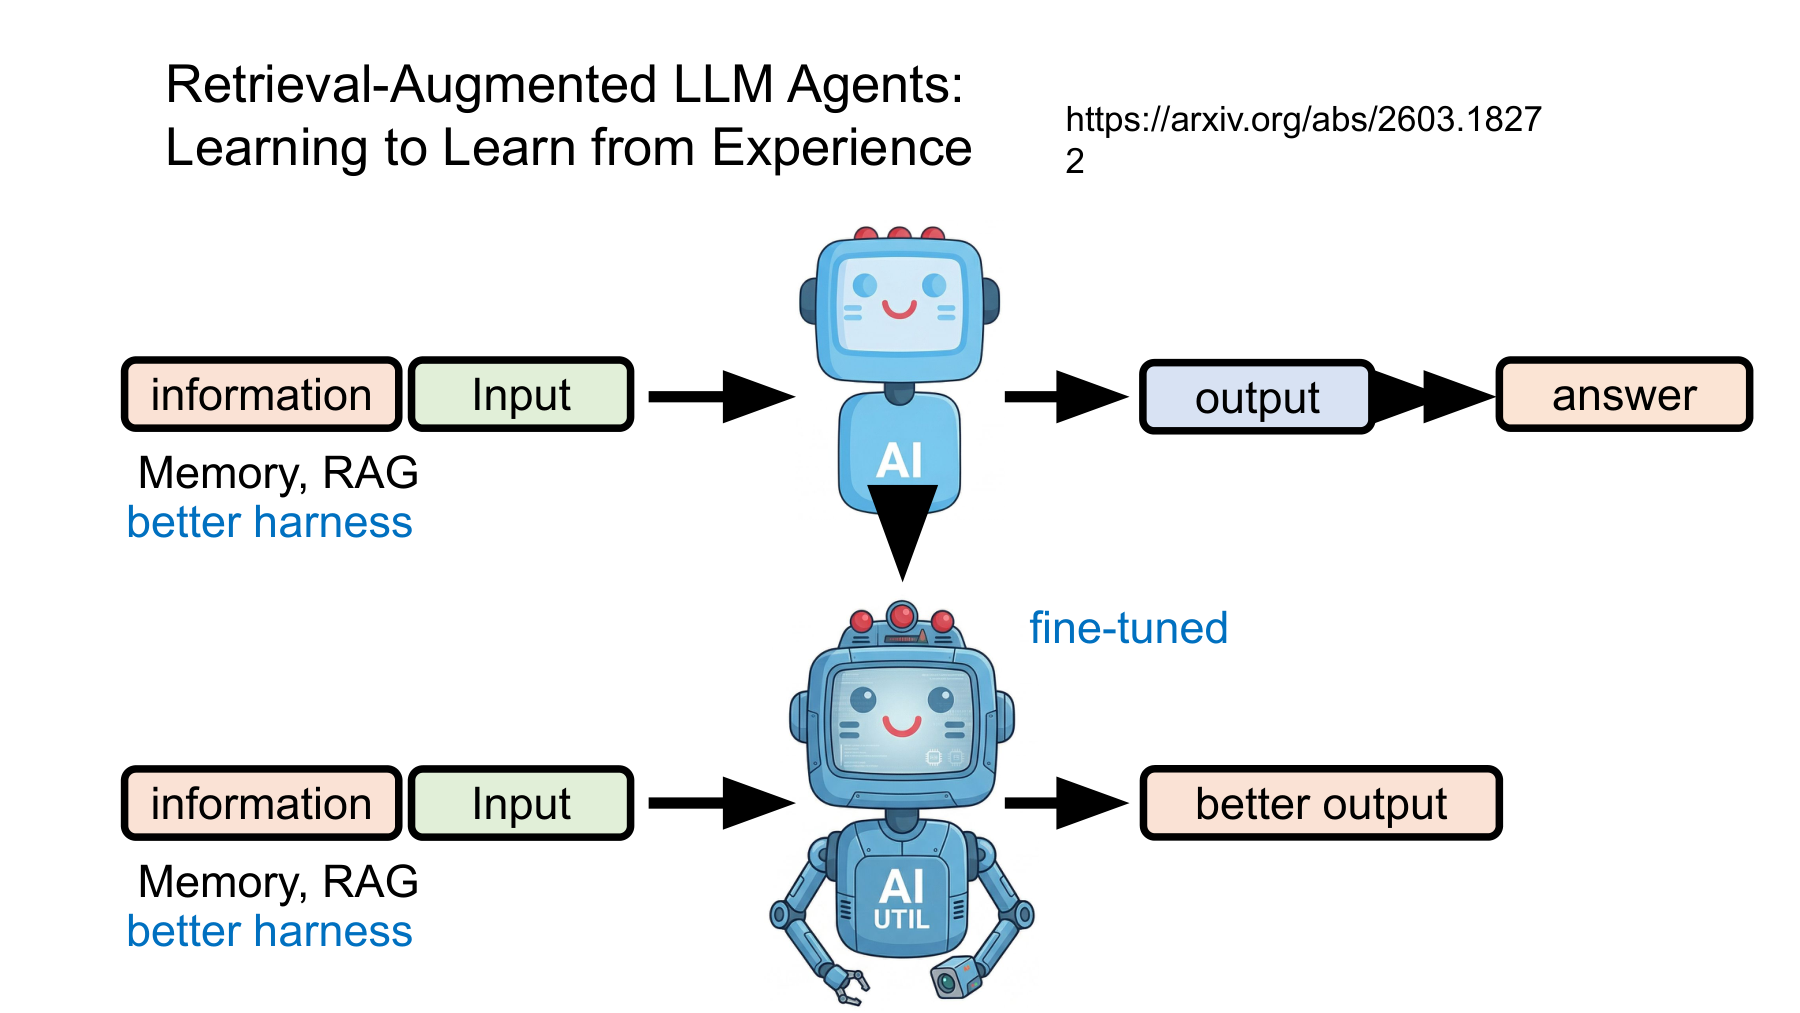 Retrieval-Augmented LLM Agents:
Learning to Learn from Experience
https://arxiv.org/abs/2603.1827
2
information
Input
AI
output
answer
Memory, RAG
better harness
fine-tuned
information
Input
AI
UTIL
better output
Memory, RAG
better harness